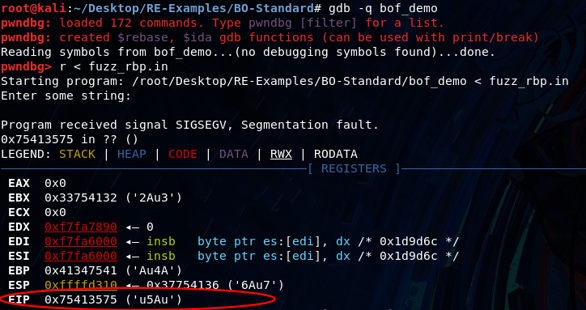 root@kali:~/Desktop/RE-Examples/BO-Standard# gdb -q bof_demo
pwndbg: loaded 172 commands. Type pwndbg [filter] for a list.
pwndbg: created $rebase, $ida gdb functions (can be used with print/break)
Reading symbols from bof_demo...(no debugging symbols found)...done.
pwndbg> r < fuzz_rbp.in
Starting program: /root/Desktop/RE-Examples/BO-Standard/bof_demo < fuzz_rbp.in
Enter some string:
Program received signal SIGSEGV, Segmentation fault.
0x75413575 in ?? ()
LEGEND: STACK | HEAP | CODE | DATA | RWX | RODATA
[ REGISTERS ]
EAX 0x0
EBX 0x33754132 ('2Au3')
ECX 0x0
EDX 0xf7fa7890 ◂— 0
EDI 0xf7fa6000 ◂— insb byte ptr es:[edi], dx /* 0x1d9d6c */
ESI 0xf7fa6000 ◂— insb byte ptr es:[edi], dx /* 0x1d9d6c */
EBP 0x41347541 ('Au4A')
ESP 0xffffd310 ◂— 0x37754136 ('6Au7')
EIP 0x75413575 ('u5Au')